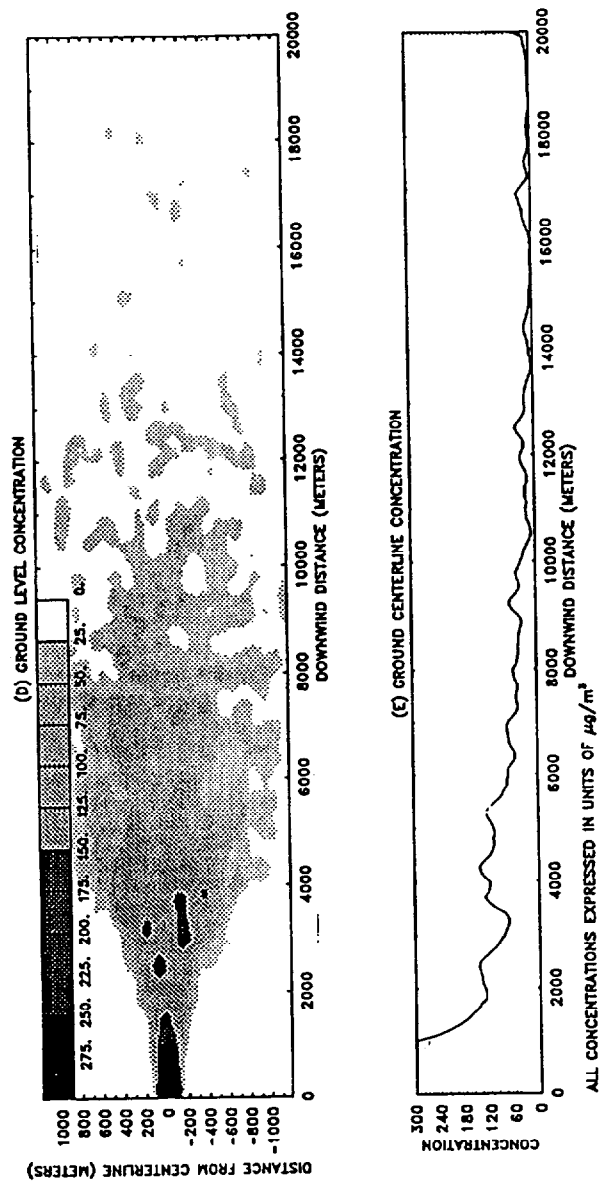 (D) GROUND LEVEL CONCENTRATION
275. 250. 225. 200. 175. 150. 125. 100. 75. 50. 25. 0.
DISTANCE FROM CENTERLINE (METERS)
1000
800
600
400
200
0
-200
-400
-600
-800
-1000
0 2000 4000 6000 8000 10000 12000 14000 16000 18000 20000
DOWNWIND DISTANCE (METERS)
(E) GROUND CENTERLINE CONCENTRATION
CONCENTRATION
300
240
180
120
60
0
0 2000 4000 6000 8000 10000 12000 14000 16000 18000 20000
DOWNWIND DISTANCE (METERS)
ALL CONCENTRATIONS EXPRESSED IN UNITS OF μg/m³